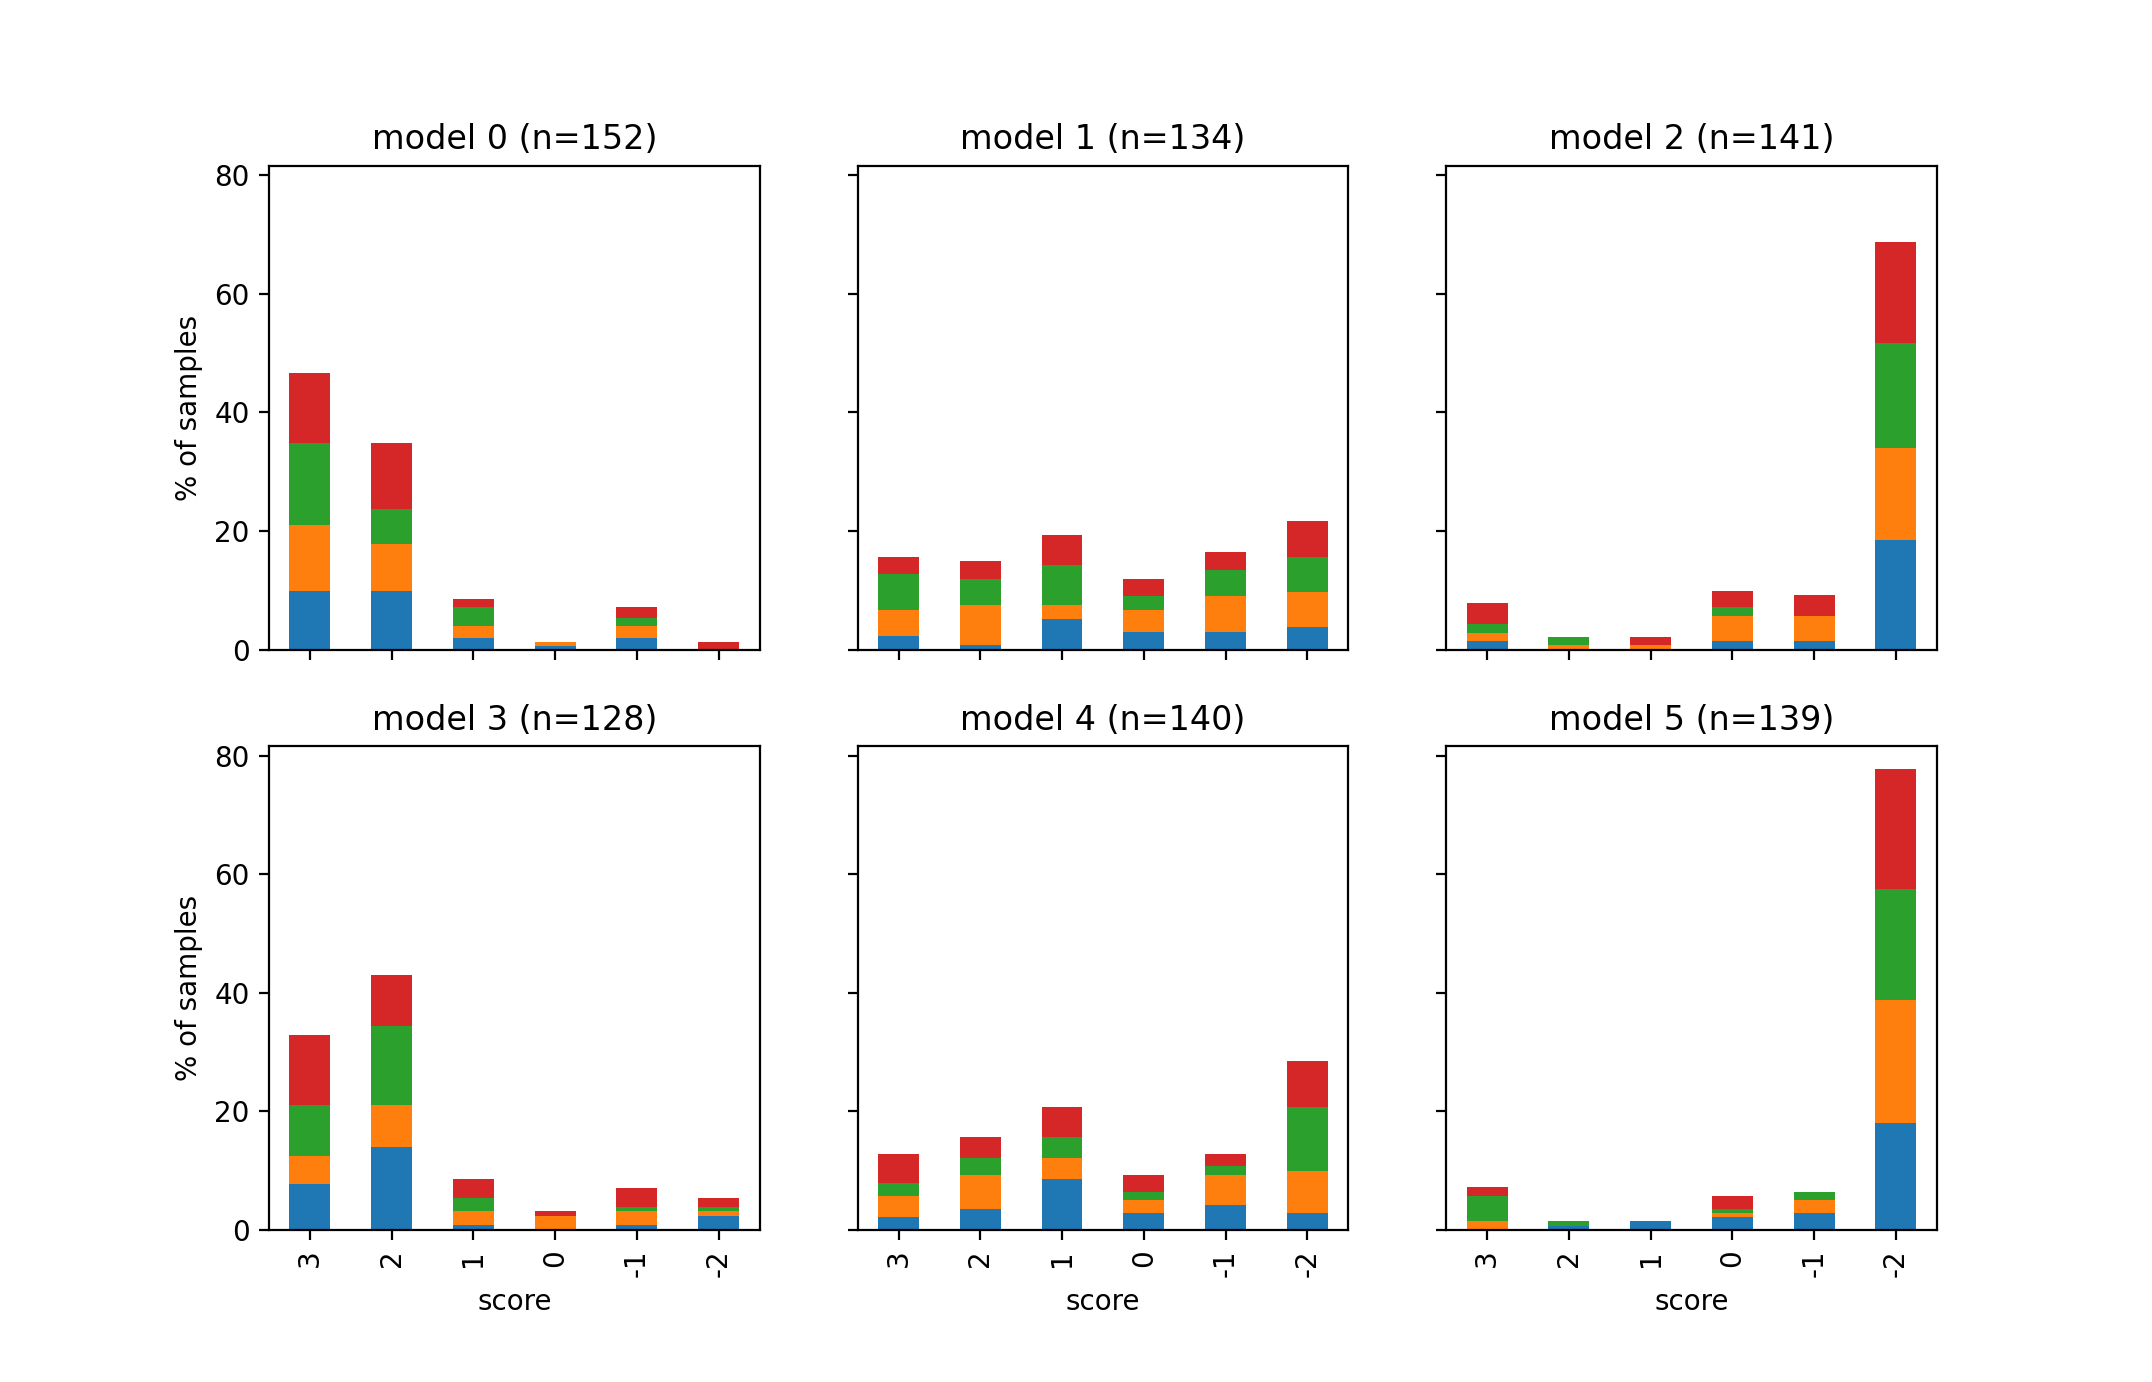 model 0 (n=152)
model 1 (n=134)
model 2 (n=141)
% of samples
80
60
40
20
0
model 3 (n=128)
model 4 (n=140)
model 5 (n=139)
% of samples
80
60
40
20
0
3 2 1 0 -1 -2
3 2 1 0 -1 -2
3 2 1 0 -1 -2
score
score
score